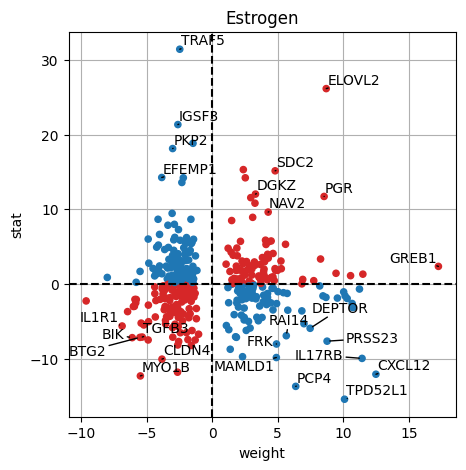 Estrogen
TRAF5
ELOVL2
IGSF3
PKP2
EFEMP1
SDC2
DGKZ
PGR
NAV2
GREB1
IL1R1
TGFB3
BIK
BTG2
CLDN4
MYO1B
DEPTOR
RAI14
FRK
PRSS23
IL17RB
MAMLD1
CXCL12
PCP4
TPD52L1
stat
30
20
10
0
−10
−10
−5
0
5
10
15
weight